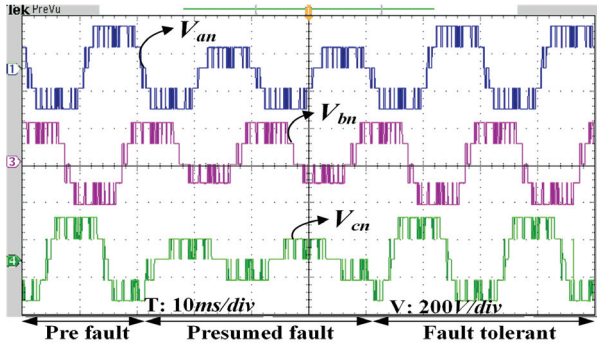 Tek PreVu
Van
1
Vbn
3
Vcn
4
T: 10ms/div
V: 200V/div
Pre fault
Presumed fault
Fault tolerant